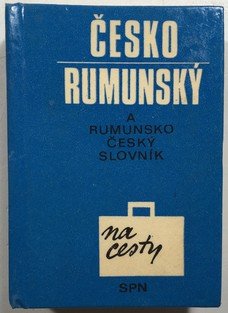 ČESKO
RUMUNSKÝ
A
RUMUNSKO
ČESKÝ
SLOVNÍK
na
cesty
SPN